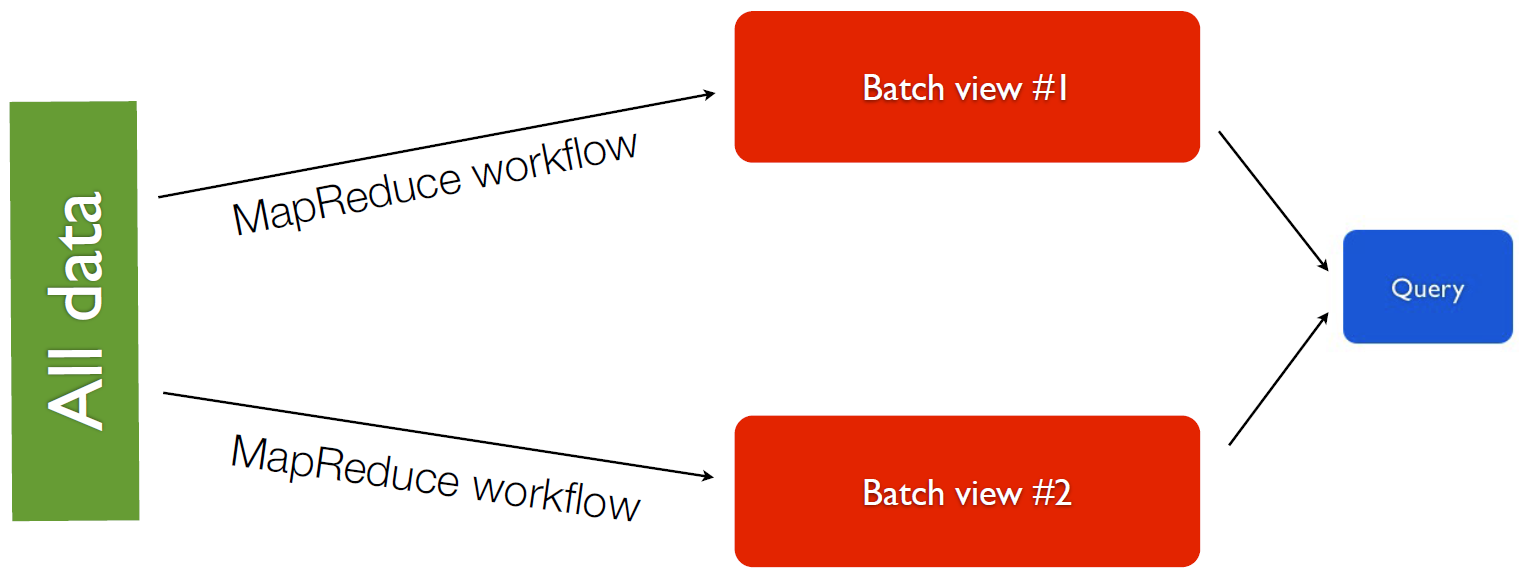 All data
MapReduce workflow
Batch view #1
MapReduce workflow
Batch view #2
Query